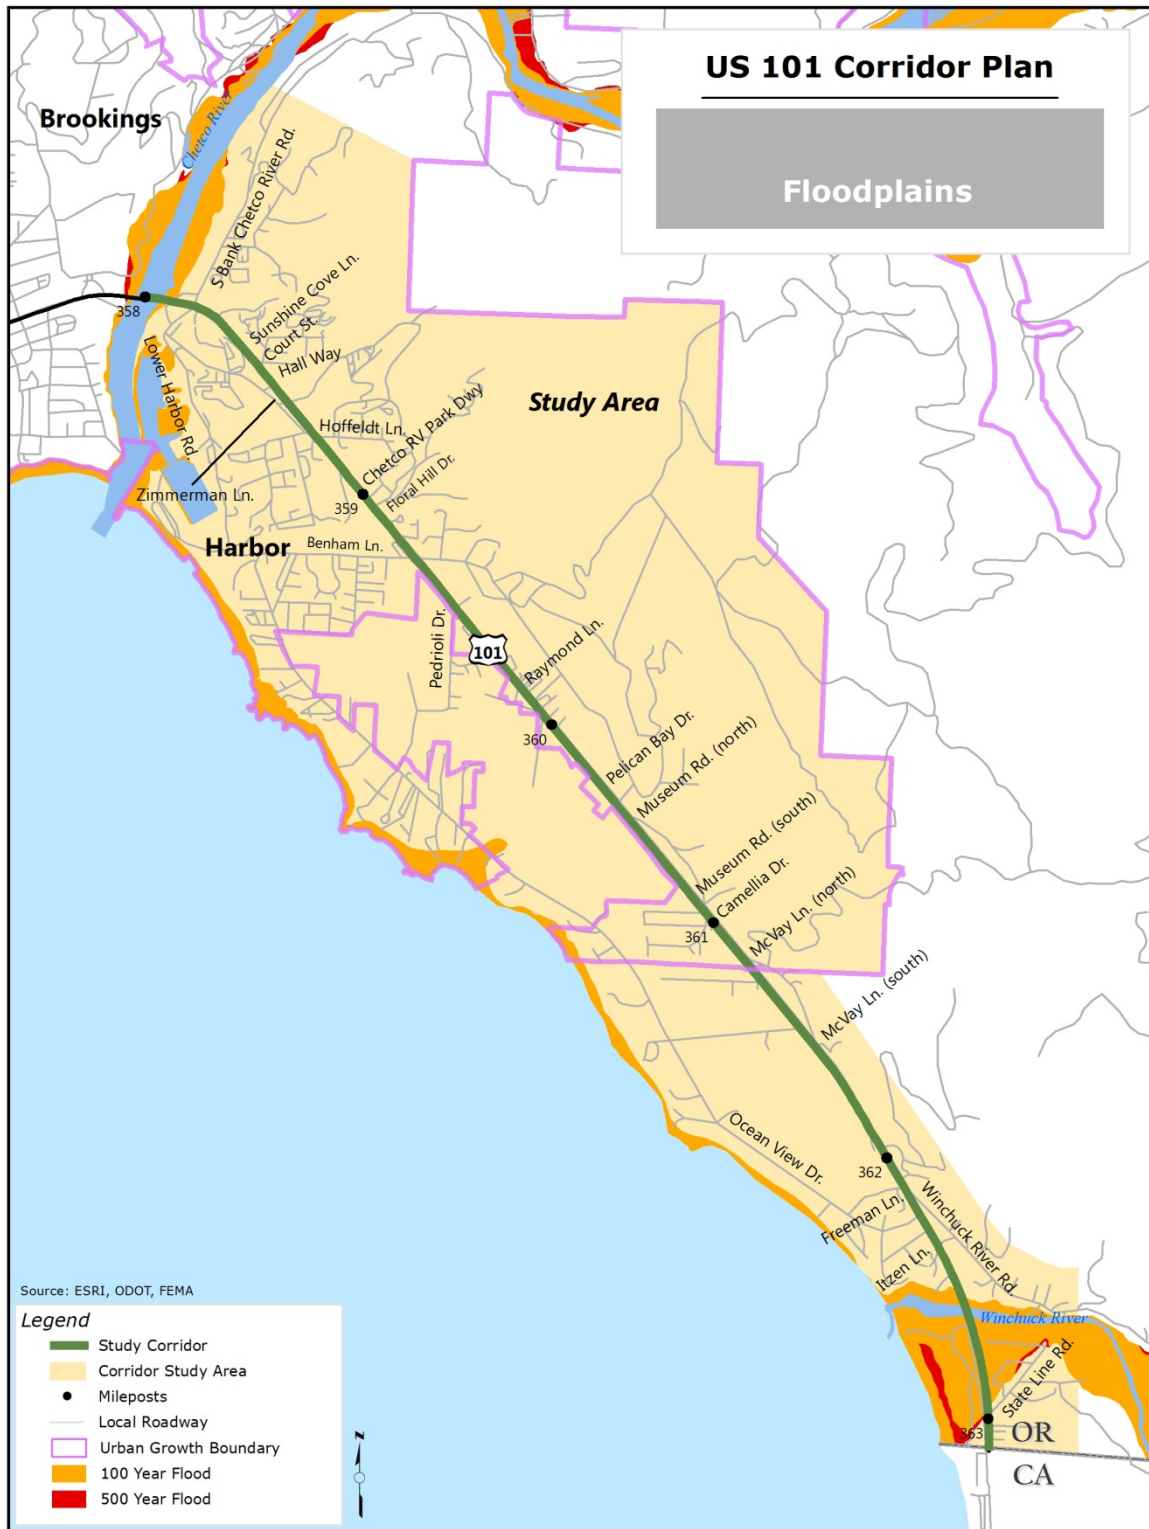 US 101 Corridor Plan
Floodplains
Brookings
Chetco River
S Bank Chetco River Rd.
358
Sunshine Cove Ln.
Court St.
Hall Way
Lower Harbor Rd.
Study Area
Hoffeldt Ln.
Chetco RV Park Dwy
Zimmerman Ln.
359
Floral Hill Dr.
Harbor
Benham Ln.
Pedrioli Dr.
101
Raymond Ln.
360
Pelican Bay Dr.
Museum Rd. (north)
Museum Rd. (south)
Camellia Dr.
361
McVay Ln. (north)
McVay Ln. (south)
Ocean View Dr.
362
Winchuck River Rd.
Freeman Ln.
Itzen Ln.
Winchuck River
State Line Rd.
363
OR
CA
Source: ESRI, ODOT, FEMA
Legend
Study Corridor
Corridor Study Area
Mileposts
Local Roadway
Urban Growth Boundary
100 Year Flood
500 Year Flood
N